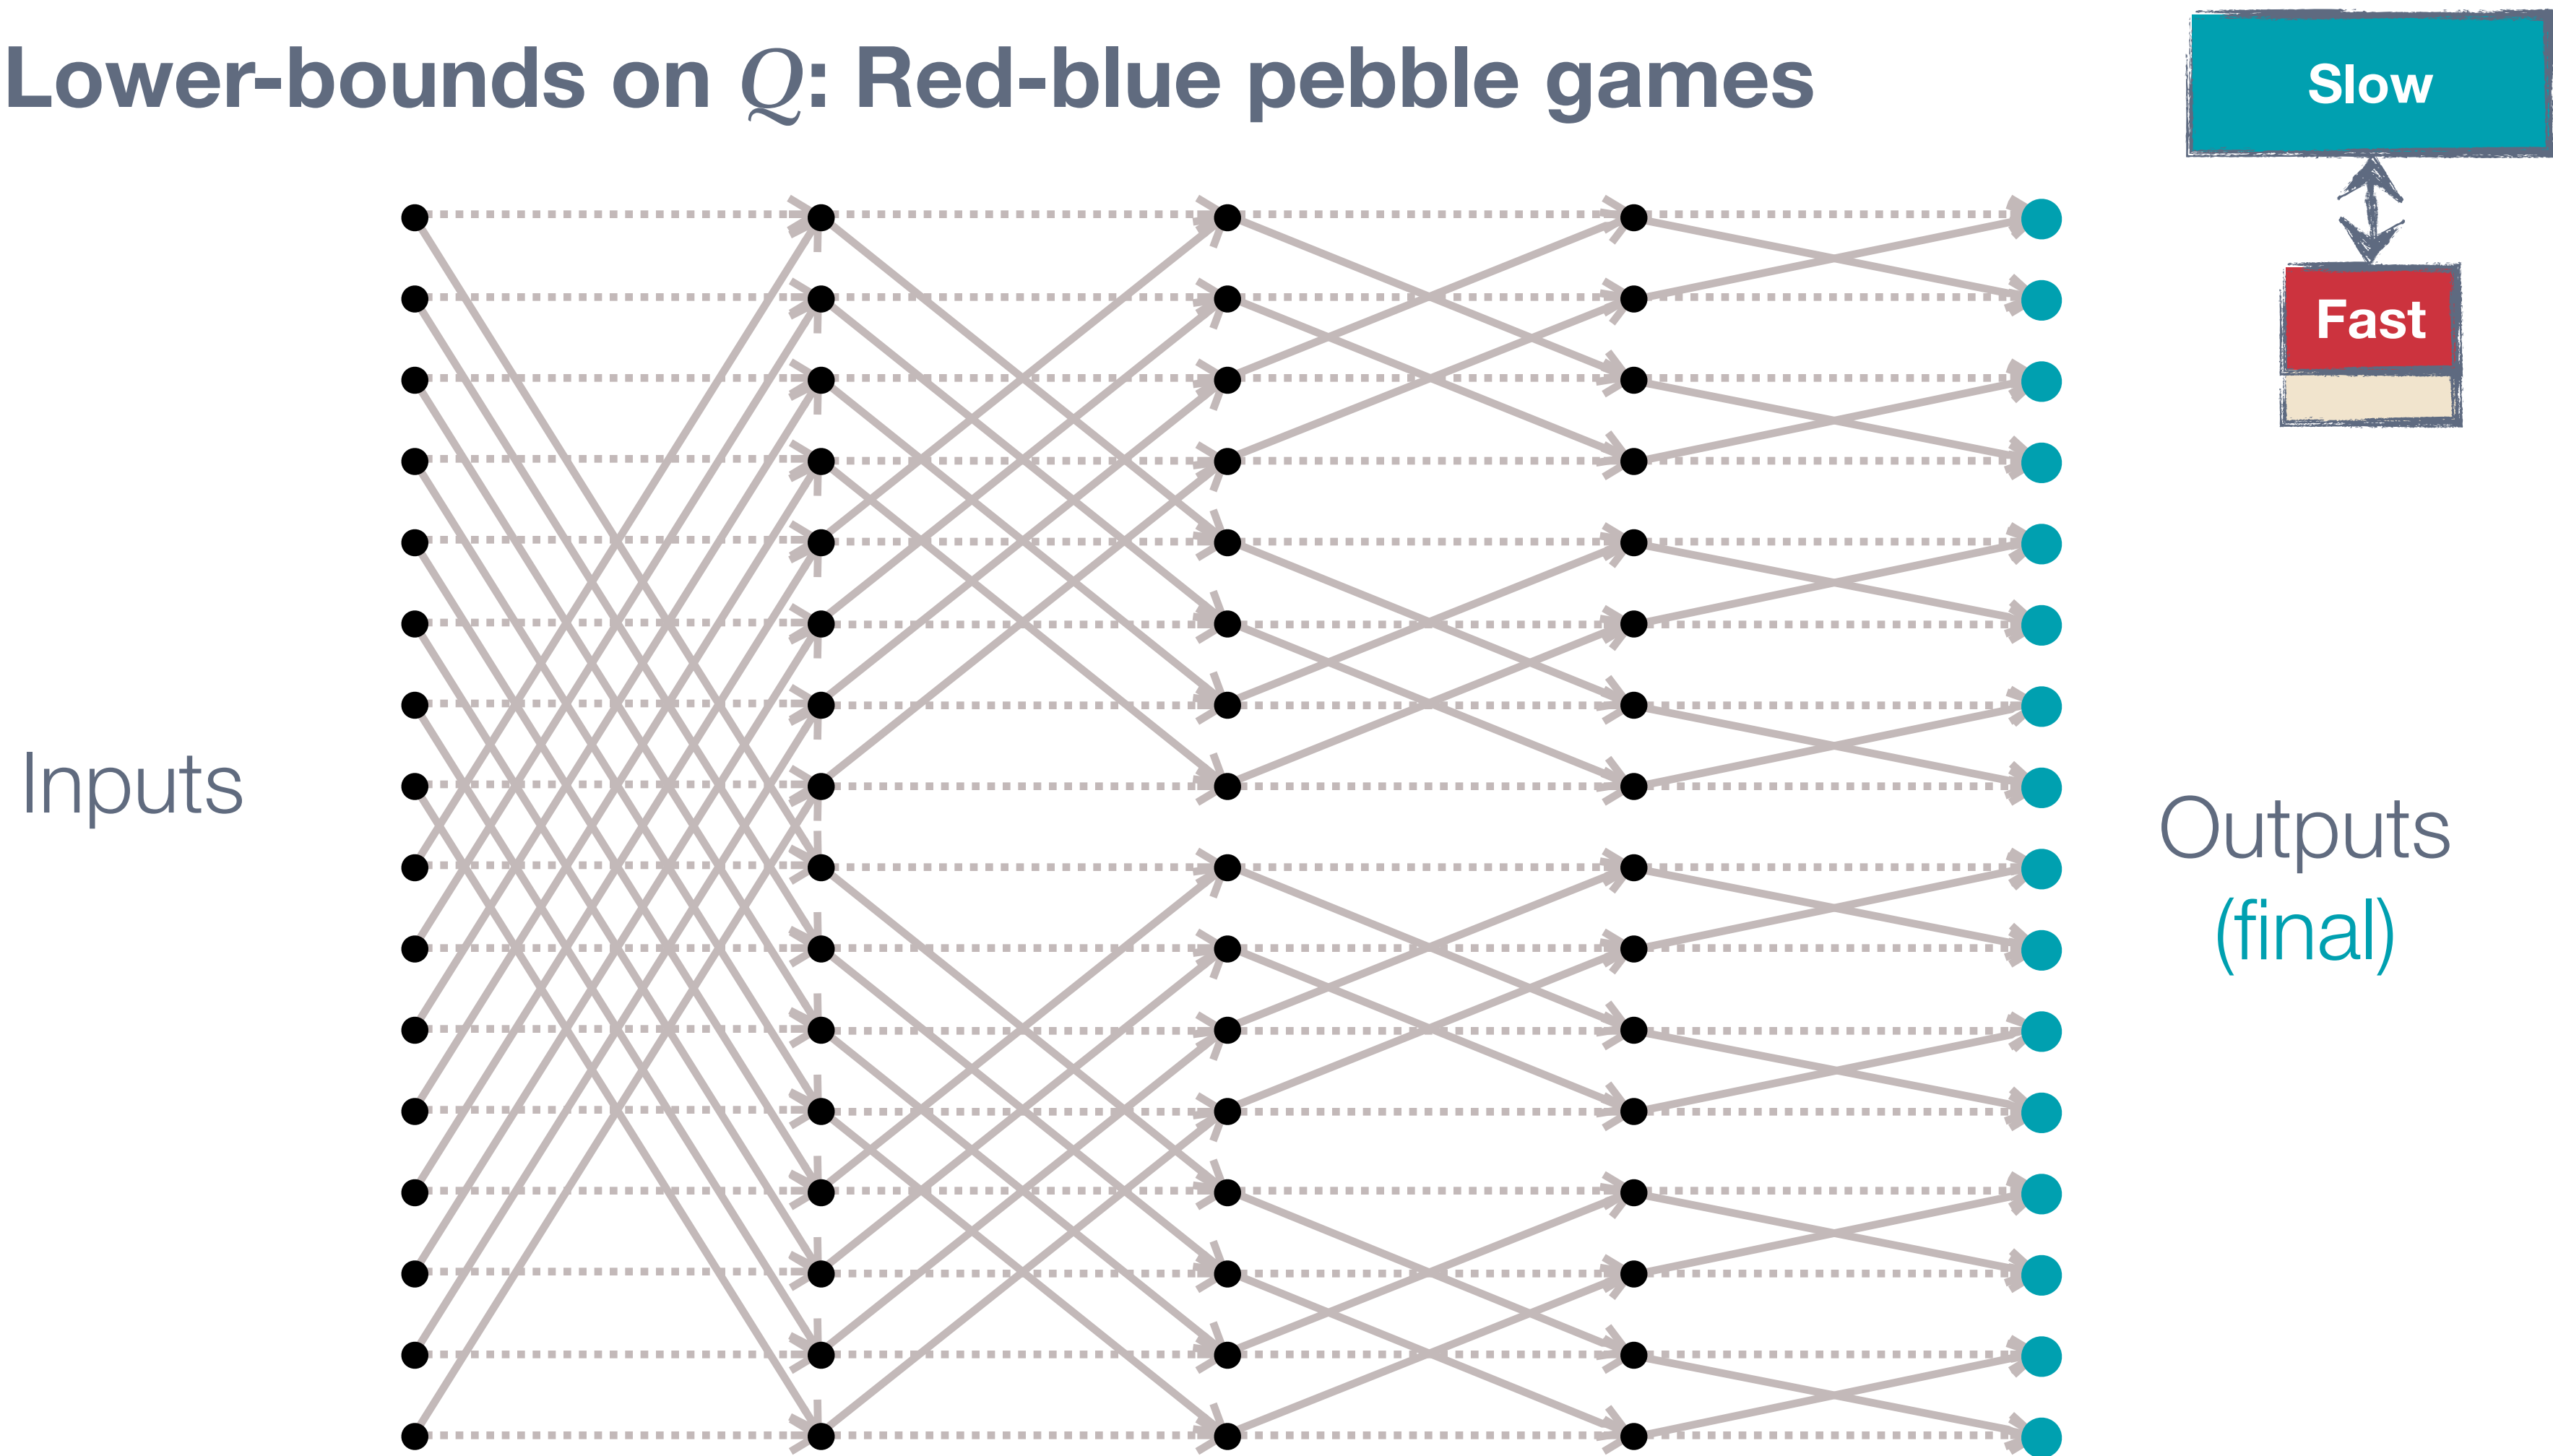 Lower-bounds on Q: Red-blue pebble games
Slow
Fast
Inputs
Outputs
(final)